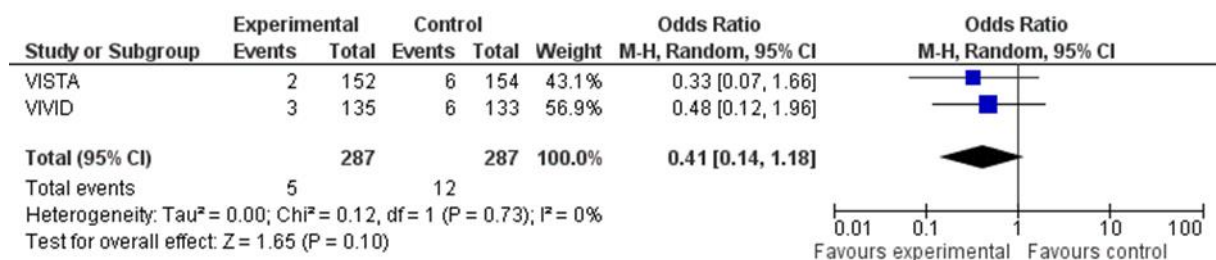 Experimental Control Odds Ratio Odds Ratio
Study or Subgroup Events Total Events Total Weight M-H, Random, 95% CI M-H, Random, 95% CI
VISTA 2 152 6 154 43.1% 0.33 [0.07, 1.66]
VIVID 3 135 6 133 56.9% 0.48 [0.12, 1.96]
Total (95% CI) 287 287 100.0% 0.41 [0.14, 1.18]
Total events 5 12
Heterogeneity: Tau² = 0.00; Chi² = 0.12, df = 1 (P = 0.73); I² = 0%
Test for overall effect: Z = 1.65 (P = 0.10)
0.01 0.1 1 10 100
Favours experimental Favours control